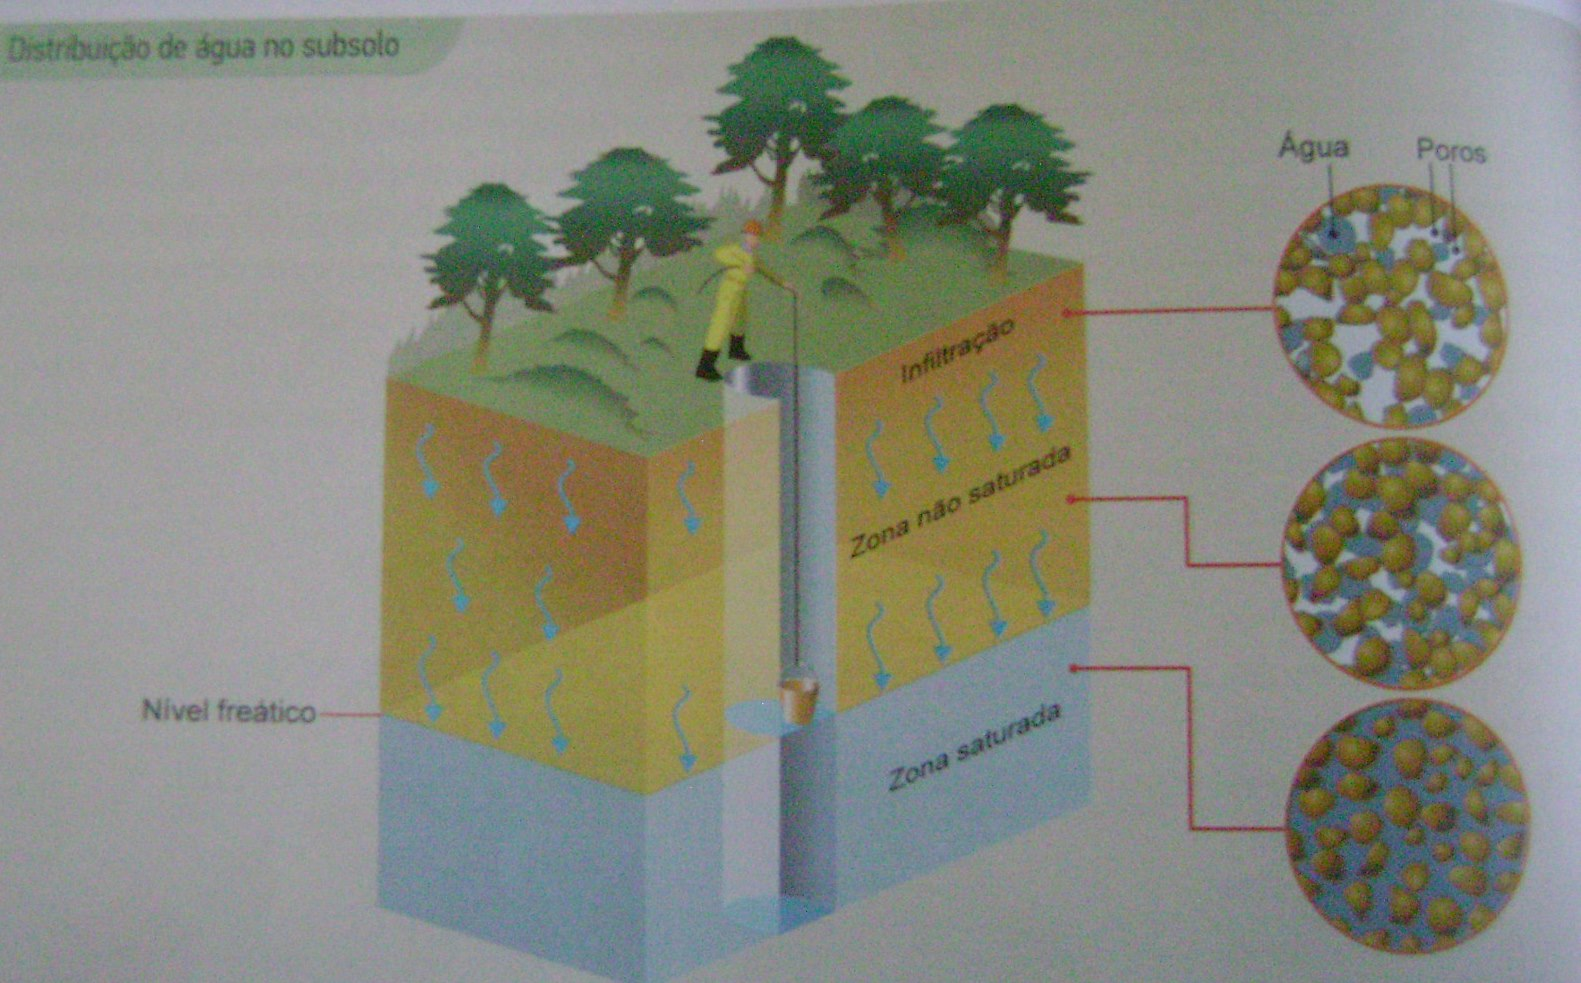 Distribuição de água no subsolo
Água
Poros
Infiltração
Zona não saturada
Nível freático
Zona saturada